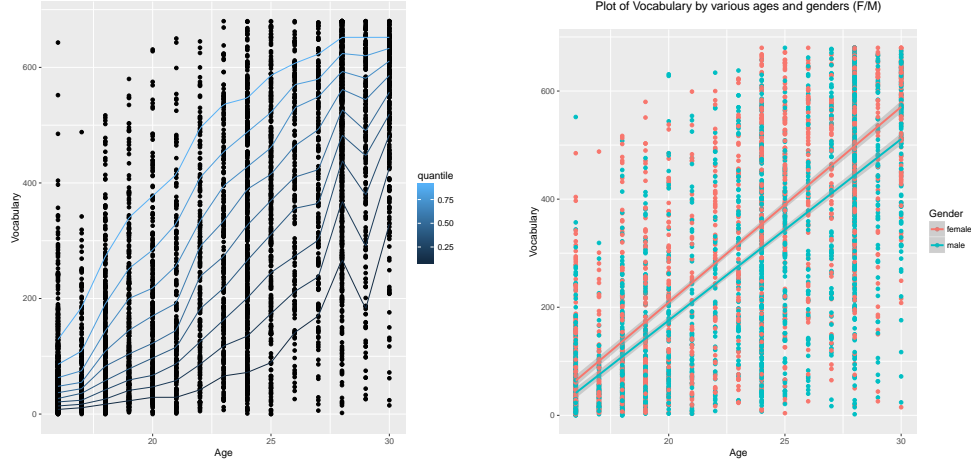 Plot of Vocabulary by various ages and genders (F/M)
600
400
200
0
Vocabulary
20
25
30
Age
quantile
0.75
0.50
0.25
600
400
200
0
Vocabulary
20
25
30
Age
Gender
female
male